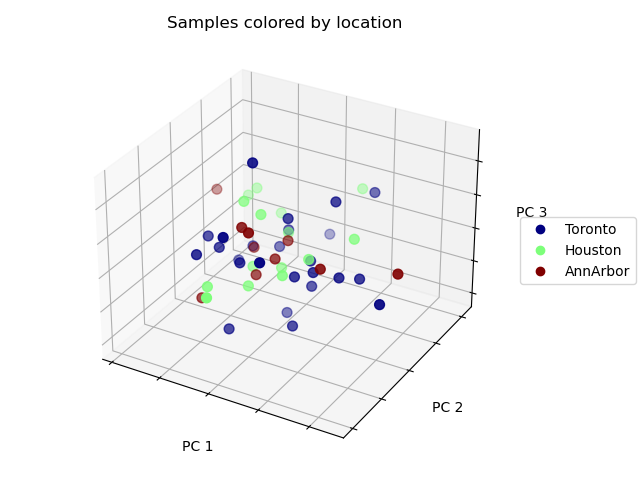 Samples colored by location
PC 3
Toronto
Houston
AnnArbor
PC 2
PC 1